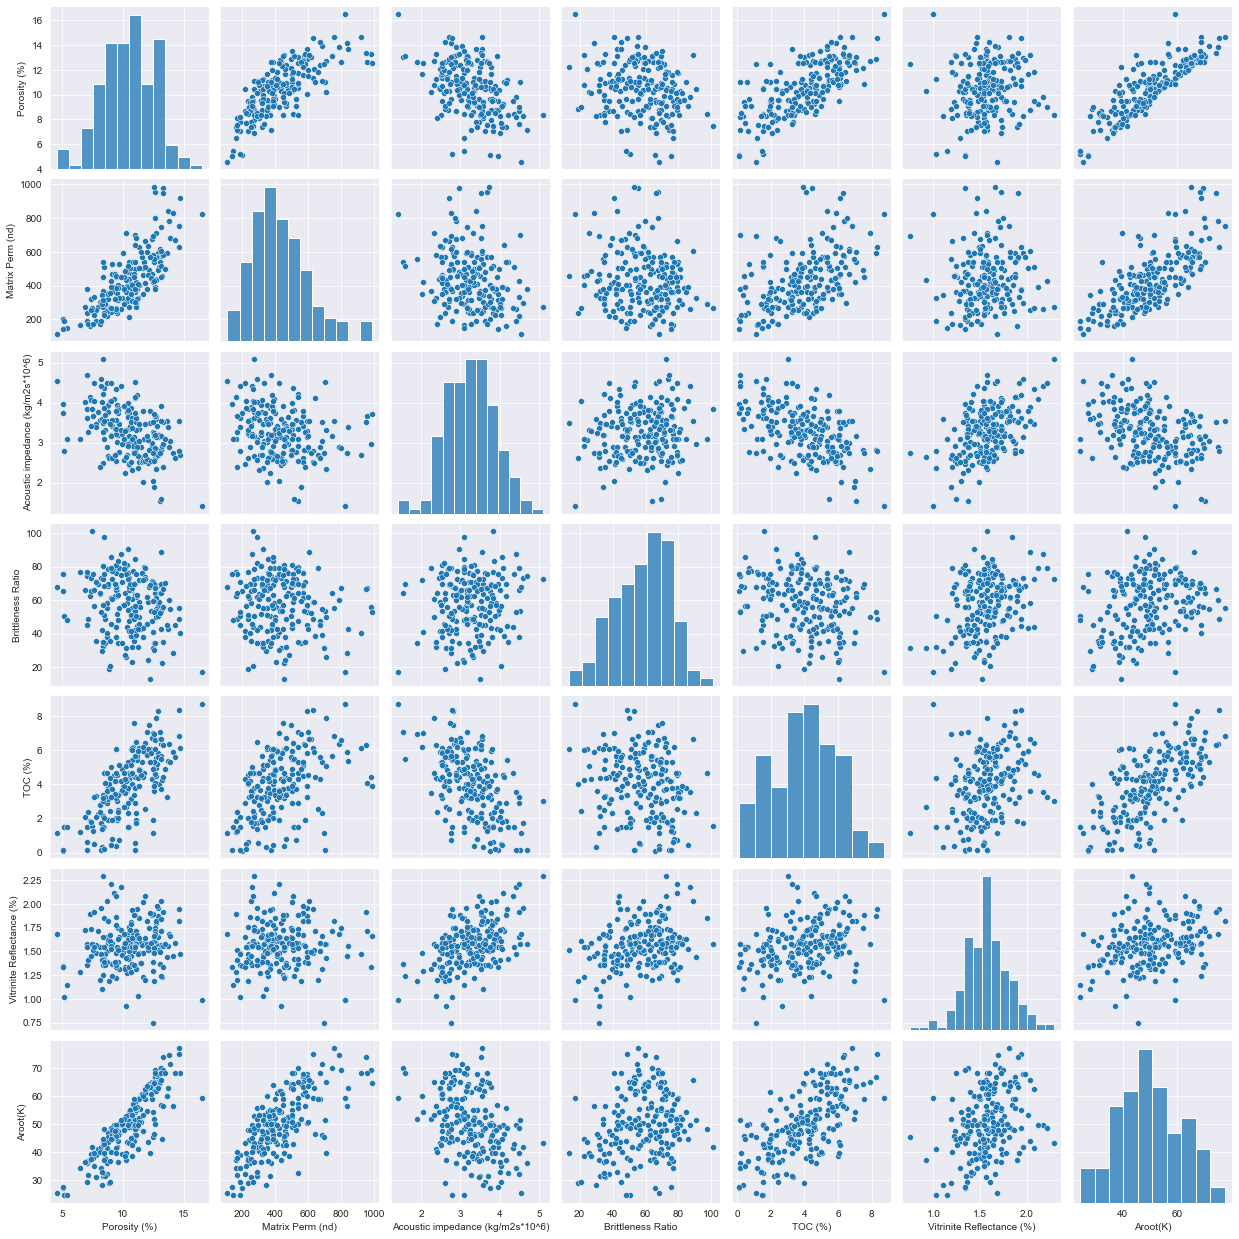 16
14
12
10
8
6
4
Porosity (%)
1000
800
600
400
200
Matrix Perm (nd)
5
4
3
2
Acoustic impedance (kg/m2s*10^6)
100
80
60
40
20
Brittleness Ratio
8
6
4
2
0
TOC (%)
2.25
2.00
1.75
1.50
1.25
1.00
0.75
Vitrinite Reflectance (%)
70
60
50
40
30
Aroot(K)
5 10 15
Porosity (%)
200 400 600 800 1000
Matrix Perm (nd)
2 3 4 5
Acoustic impedance (kg/m2s*10^6)
20 40 60 80 100
Brittleness Ratio
0 2 4 6 8
TOC (%)
1.0 1.5 2.0
Vitrinite Reflectance (%)
40 60
Aroot(K)